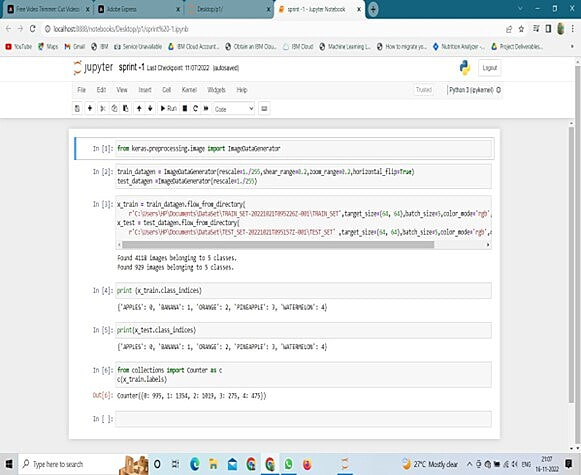 Free Video Trimmer: Cut Videos
Adobe Express
Desktop/p1/
sprint -1 - Jupyter Notebook
localhost:8888/notebooks/Desktop/p1/sprint%20-1.ipynb
YouTube Maps Gmail IBM Service Unavailable IBM Cloud Account... Obtain an IBM Clou... IBM Cloud Machine Learning L... How to migrate yo... Nutrition Analyzer -... Project Deliverables...
jupyter sprint -1 Last Checkpoint: 11/07/2022 (autosaved)
Logout
File Edit View Insert Cell Kernel Widgets Help
Trusted Python 3 (ipykernel)
Run Code
In [1]: from keras.preprocessing.image import ImageDataGenerator
In [2]: train_datagen = ImageDataGenerator(rescale=1./255,shear_range=0.2,zoom_range=0.2,horizontal_flip=True)
test_datagen =ImageDataGenerator(rescale=1./255)
In [3]: x_train = train_datagen.flow_from_directory(
r'C:\Users\HP\Documents\DataSet\TRAIN_SET-20221021T095226Z-001\TRAIN_SET',target_size=(64, 64),batch_size=5,color_mode='rgb',
x_test = test_datagen.flow_from_directory(
r'C:\Users\HP\Documents\DataSet\TEST_SET-20221021T095157Z-001\TEST_SET' ,target_size=(64, 64),batch_size=5,color_mode='rgb',c
Found 4118 images belonging to 5 classes.
Found 929 images belonging to 5 classes.
In [4]: print (x_train.class_indices)
{'APPLES': 0, 'BANANA': 1, 'ORANGE': 2, 'PINEAPPLE': 3, 'WATERMELON': 4}
In [5]: print(x_test.class_indices)
{'APPLES': 0, 'BANANA': 1, 'ORANGE': 2, 'PINEAPPLE': 3, 'WATERMELON': 4}
In [6]: from collections import Counter as c
c(x_train.labels)
Out[6]: Counter({0: 995, 1: 1354, 2: 1019, 3: 275, 4: 475})
In [ ]:
Type here to search
27°C Mostly clear
21:07
16-11-2022